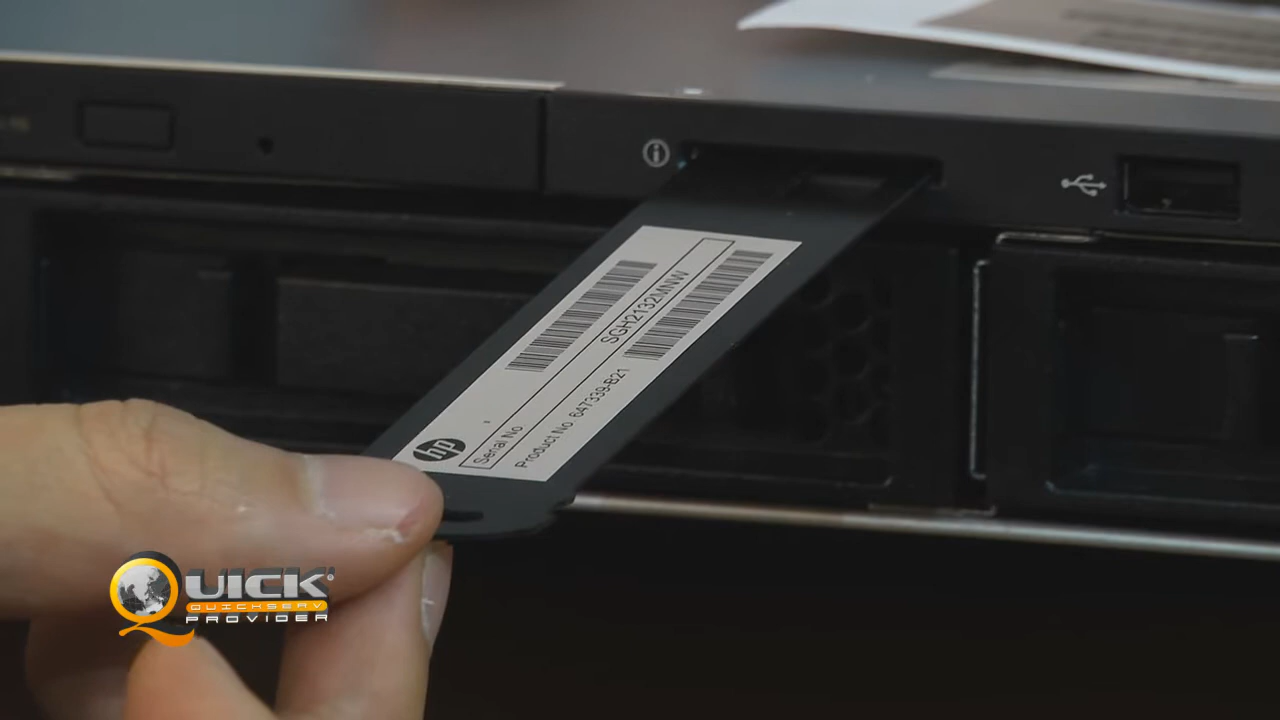 hp
Serial No
SGH2132MNW
Product No. 647339-B21
QUICK®
QUICKSERV
PROVIDER